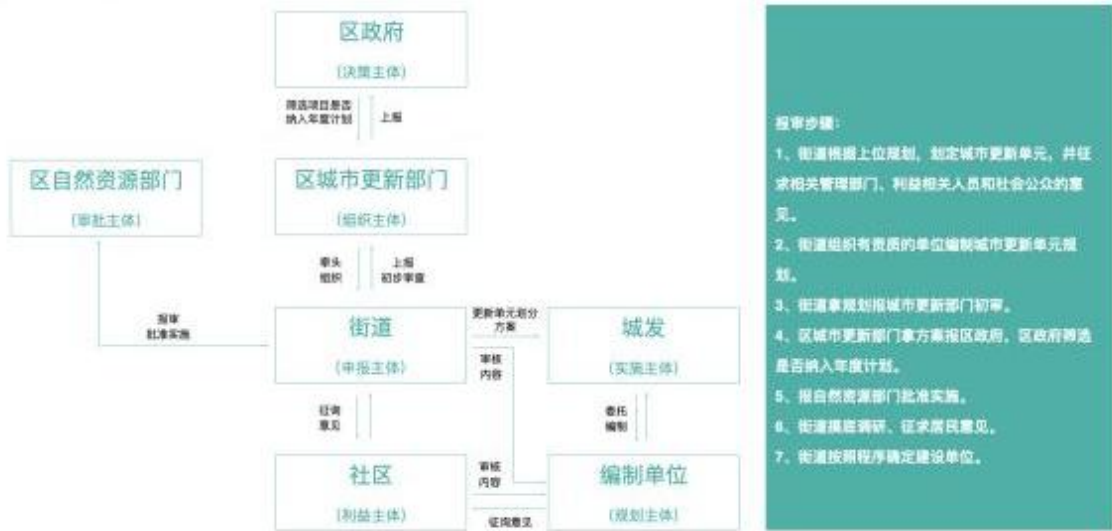 区政府
(决策主体)
筛选项目是否
纳入年度计划
上报
区自然资源部门
(审批主体)
区城市更新部门
(组织主体)
牵头
组织
上报
初步审查
报审
批准实施
街道
(申报主体)
更新单元划分
方案
城发
(实施主体)
审核
内容
征询
意见
委托
编制
社区
(利益主体)
审核
内容
征询意见
编制单位
(规划主体)
报审步骤:
1、街道根据上位规划,划定城市更新单元,并征
求相关管理部门、利益相关人员和社会公众的意
见。
2、街道组织有资质的单位编制城市更新单元规
划。
3、街道拿规划报城市更新部门初审。
4、区城市更新部门拿方案报区政府,区政府筛选
是否纳入年度计划。
5、报自然资源部门批准实施。
6、街道摸底调研、征求居民意见。
7、街道按照程序确定建设单位。